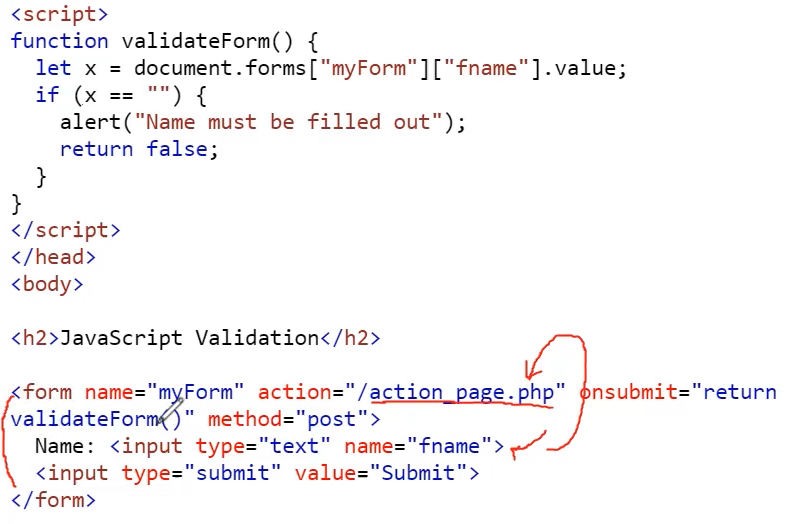 <script>
function validateForm() {
  let x = document.forms["myForm"]["fname"].value;
  if (x == "") {
    alert("Name must be filled out");
    return false;
  }
}
</script>
</head>
<body>
<h2>JavaScript Validation</h2>
<form name="myForm" action="/action_page.php" onsubmit="return
validateForm()" method="post">
  Name: <input type="text" name="fname">
  <input type="submit" value="Submit">
</form>